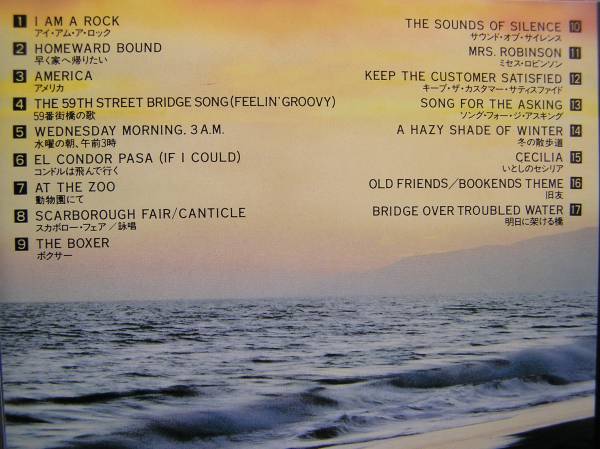 1 I AM A ROCK
アイ・アム・ア・ロック
2 HOMEWARD BOUND
早く家へ帰りたい
3 AMERICA
アメリカ
4 THE 59TH STREET BRIDGE SONG(FEELIN' GROOVY)
59番街橋の歌
5 WEDNESDAY MORNING, 3 A.M.
水曜の朝、午前3時
6 EL CONDOR PASA (IF I COULD)
コンドルは飛んで行く
7 AT THE ZOO
動物園にて
8 SCARBOROUGH FAIR/CANTICLE
スカボロー・フェア／詠唱
9 THE BOXER
ボクサー
THE SOUNDS OF SILENCE 10
サウンド・オブ・サイレンス
MRS. ROBINSON 11
ミセス・ロビンソン
KEEP THE CUSTOMER SATISFIED 12
キープ・ザ・カスタマー・サティスファイド
SONG FOR THE ASKING 13
ソング・フォー・ジ・アスキング
A HAZY SHADE OF WINTER 14
冬の散歩道
CECILIA 15
いとしのセシリア
OLD FRIENDS／BOOKENDS THEME 16
旧友
BRIDGE OVER TROUBLED WATER 17
明日に架ける橋